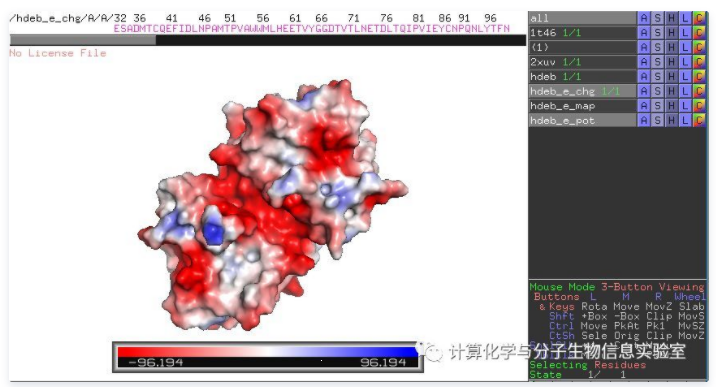 /hdeb_e_chg/A/A/32 36 41 46 51 56 61 66 71 76 81 86 91 96
ESADMTCQEFIDLNPKAMTPVAWWMLHEETVYGGDTVTLNETDLTQIPVIEYCNPQNLYTFN
No License File
all A S H L C
1t46 1/1 A S H L C
(1) A S H L C
2xuv 1/1 A S H L C
hdeb 1/1 A S H L C
hdeb_e_chg 1/1 A S H L C
hdeb_e_map A S H L C
hdeb_e_pot A S H L C
-96.194 96.194
Mouse Mode 3-Button Viewing
Buttons L M R Wheel
& Keys Rota Move MovZ Slab
Shft +Box -Box Clip MovS
Ctrl Move PkAt Pk1 MvSZ
CtSh Sele Orig Clip MovZ
计算化学与分子生物信息实验室
Selecting Residues
State 1/ 1